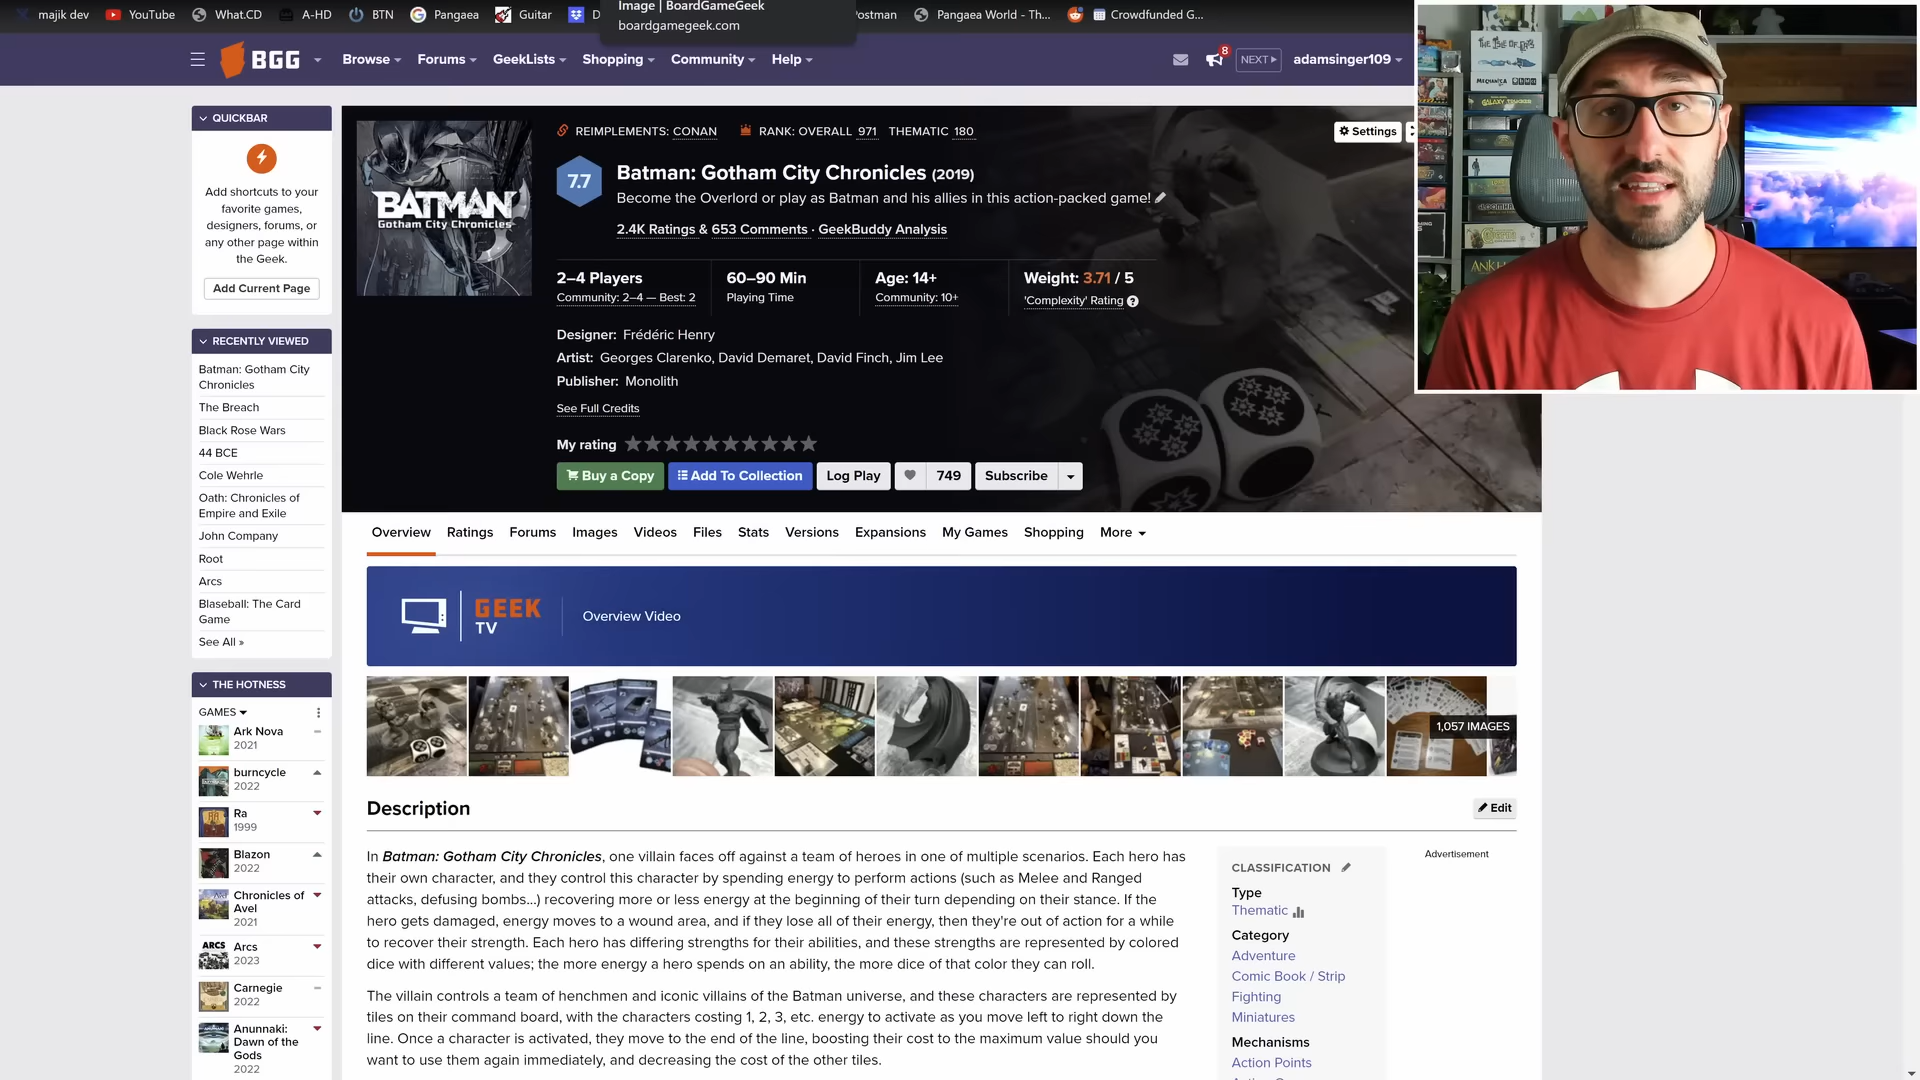 Image | BoardGameGeek
boardgamegeek.com
majik dev
YouTube
What.CD
A-HD
BTN
Pangaea
Guitar
D
ostman
Pangaea World - Th...
Crowdfunded G...
BGG
Browse
Forums
GeekLists
Shopping
Community
Help
8
NEXT
adamsinger109
QUICKBAR
Add shortcuts to your
favorite games,
designers, forums, or
any other page within
the Geek.
Add Current Page
RECENTLY VIEWED
Batman: Gotham City
Chronicles
The Breach
Black Rose Wars
44 BCE
Cole Wehrle
Oath: Chronicles of
Empire and Exile
John Company
Root
Arcs
Blaseball: The Card
Game
See All »
THE HOTNESS
GAMES
Ark Nova
2021
burncycle
2022
Ra
1999
Blazon
2022
Chronicles of
Avel
2021
ARCS
Arcs
2023
Carnegie
2022
Anunnaki:
Dawn of the
Gods
2022
BATMAN
Gotham City Chronicles
REIMPLEMENTS: CONAN
RANK: OVERALL 971 THEMATIC 180
Settings
7.7
Batman: Gotham City Chronicles (2019)
Become the Overlord or play as Batman and his allies in this action-packed game!
2.4K Ratings & 653 Comments · GeekBuddy Analysis
2–4 Players
Community: 2–4 — Best: 2
60–90 Min
Playing Time
Age: 14+
Community: 10+
Weight: 3.71 / 5
'Complexity' Rating
Designer: Frédéric Henry
Artist: Georges Clarenko, David Demaret, David Finch, Jim Lee
Publisher: Monolith
See Full Credits
My rating
Buy a Copy
Add To Collection
Log Play
749
Subscribe
Overview
Ratings
Forums
Images
Videos
Files
Stats
Versions
Expansions
My Games
Shopping
More
GEEK
TV
Overview Video
1,057 IMAGES
Description
Edit
In Batman: Gotham City Chronicles, one villain faces off against a team of heroes in one of multiple scenarios. Each hero has
their own character, and they control this character by spending energy to perform actions (such as Melee and Ranged
attacks, defusing bombs...) recovering more or less energy at the beginning of their turn depending on their stance. If the
hero gets damaged, energy moves to a wound area, and if they lose all of their energy, then they're out of action for a while
to recover their strength. Each hero has differing strengths for their abilities, and these strengths are represented by colored
dice with different values; the more energy a hero spends on an ability, the more dice of that color they can roll.
The villain controls a team of henchmen and iconic villains of the Batman universe, and these characters are represented by
tiles on their command board, with the characters costing 1, 2, 3, etc. energy to activate as you move left to right down the
line. Once a character is activated, they move to the end of the line, boosting their cost to the maximum value should you
want to use them again immediately, and decreasing the cost of the other tiles.
CLASSIFICATION
Type
Thematic
Category
Adventure
Comic Book / Strip
Fighting
Miniatures
Mechanisms
Action Points
Advertisement
THE ISLE OF CATS
MECHANICA
GALAXY TRUCKER
ANKH